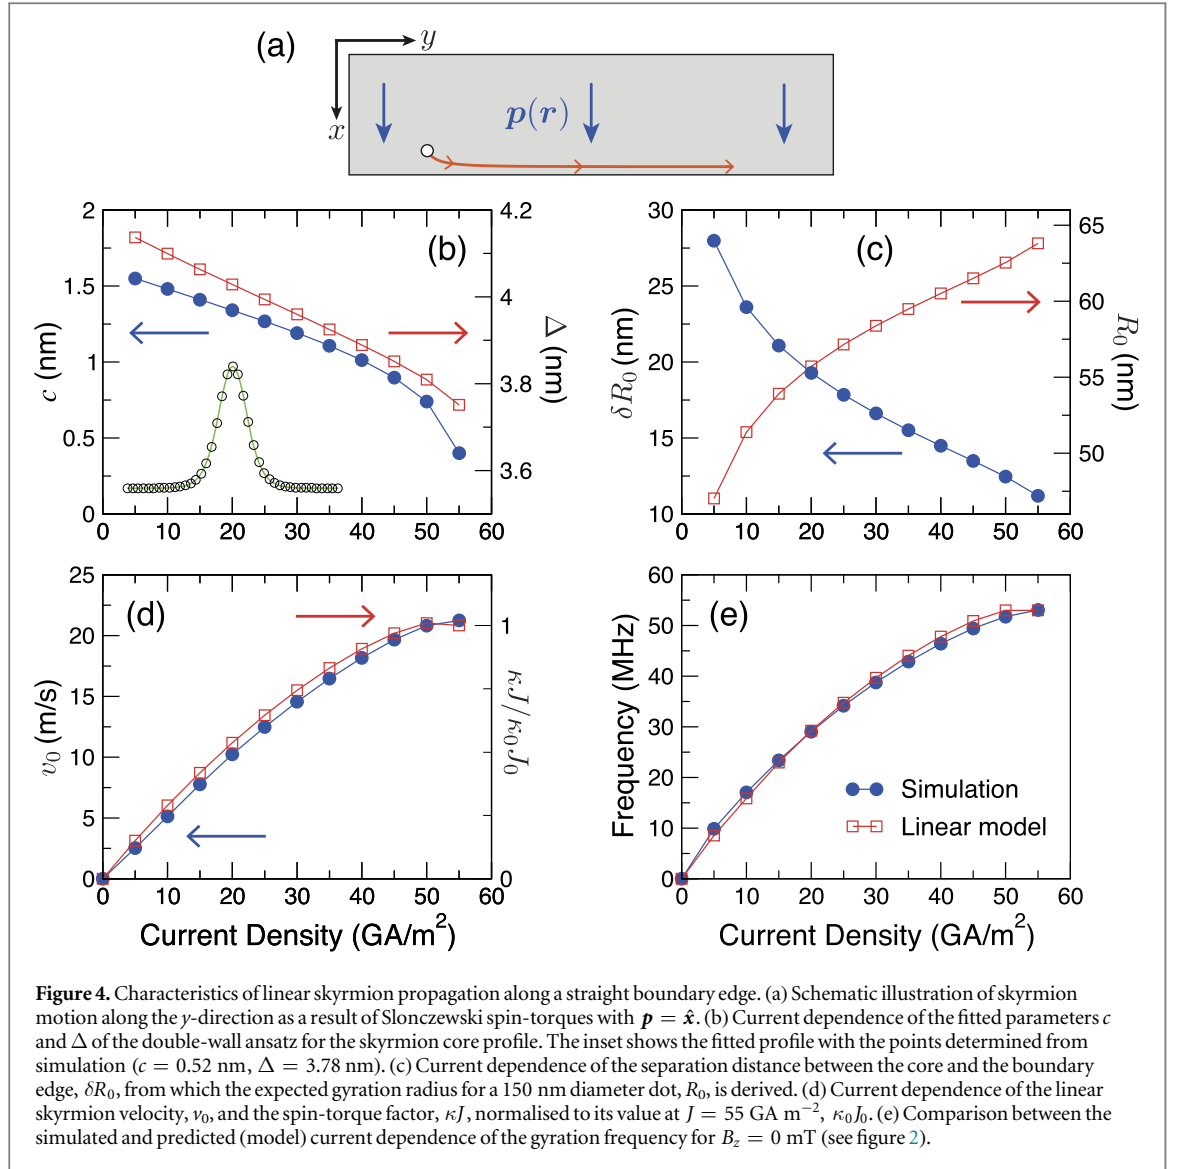 (a)
y
x
p(r)
2
1.5
1
0.5
0
c (nm)
(b)
4.2
4
3.8
3.6
Δ (nm)
0 10 20 30 40 50 60
30
25
20
15
10
δR₀ (nm)
(c)
65
60
55
50
R₀ (nm)
0 10 20 30 40 50 60
25
20
15
10
5
0
v₀ (m/s)
(d)
1
0
κJ/κ₀J₀
0 10 20 30 40 50 60
Current Density (GA/m²)
60
50
40
30
20
10
0
Frequency (MHz)
(e)
Simulation
Linear model
0 10 20 30 40 50 60
Current Density (GA/m²)
Figure 4. Characteristics of linear skyrmion propagation along a straight boundary edge. (a) Schematic illustration of skyrmion
motion along the y-direction as a result of Slonczewski spin-torques with p = x̂. (b) Current dependence of the fitted parameters c
and Δ of the double-wall ansatz for the skyrmion core profile. The inset shows the fitted profile with the points determined from
simulation (c = 0.52 nm, Δ = 3.78 nm). (c) Current dependence of the separation distance between the core and the boundary
edge, δR₀, from which the expected gyration radius for a 150 nm diameter dot, R₀, is derived. (d) Current dependence of the linear
skyrmion velocity, v₀, and the spin-torque factor, κJ, normalised to its value at J = 55 GA m⁻², κ₀J₀. (e) Comparison between the
simulated and predicted (model) current dependence of the gyration frequency for B_z = 0 mT (see figure 2).